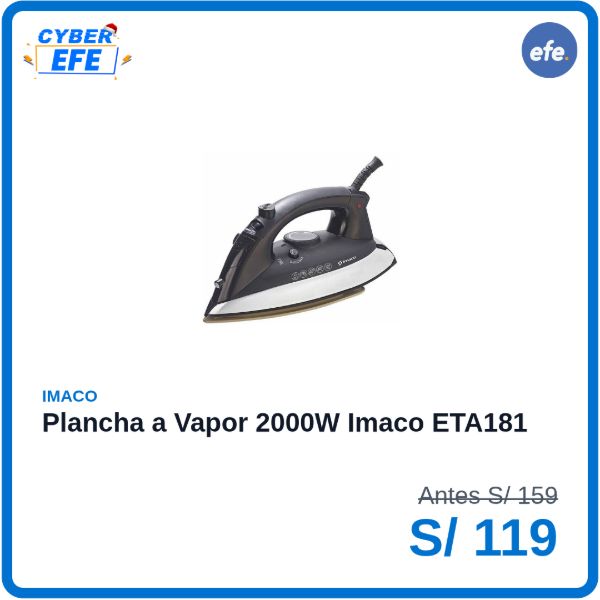 CYBER
EFE
efe.
IMACO
Plancha a Vapor 2000W Imaco ETA181
Antes S/ 159
S/ 119